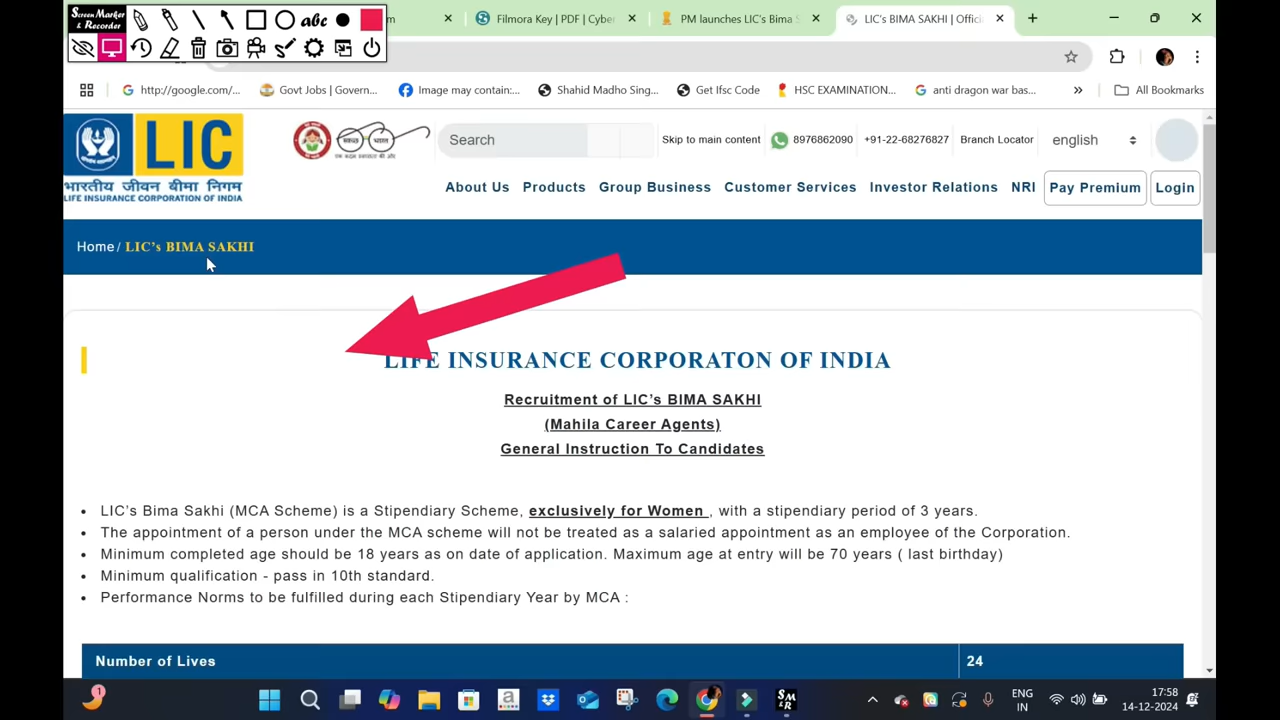 Screen Marker
& Recorder
abc
m
Filmora Key | PDF | Cyber
PM launches LIC's Bima S
LIC's BIMA SAKHI | Offici
http://google.com/...
Govt Jobs | Govern...
Image may contain:...
Shahid Madho Sing...
Get Ifsc Code
HSC EXAMINATION...
anti dragon war bas...
»
All Bookmarks
LIC
भारतीय जीवन बीमा निगम
LIFE INSURANCE CORPORATION OF INDIA
Search
Skip to main content
8976862090
+91-22-68276827
Branch Locator
english
About Us
Products
Group Business
Customer Services
Investor Relations
NRI
Pay Premium
Login
Home/ LIC's BIMA SAKHI
LIFE INSURANCE CORPORATON OF INDIA
Recruitment of LIC's BIMA SAKHI
(Mahila Career Agents)
General Instruction To Candidates
• LIC's Bima Sakhi (MCA Scheme) is a Stipendiary Scheme, exclusively for Women , with a stipendiary period of 3 years.
• The appointment of a person under the MCA scheme will not be treated as a salaried appointment as an employee of the Corporation.
• Minimum completed age should be 18 years as on date of application. Maximum age at entry will be 70 years ( last birthday)
• Minimum qualification - pass in 10th standard.
• Performance Norms to be fulfilled during each Stipendiary Year by MCA :
Number of Lives 24
1
a
S
M
&R
ENG
IN
17:58
14-12-2024